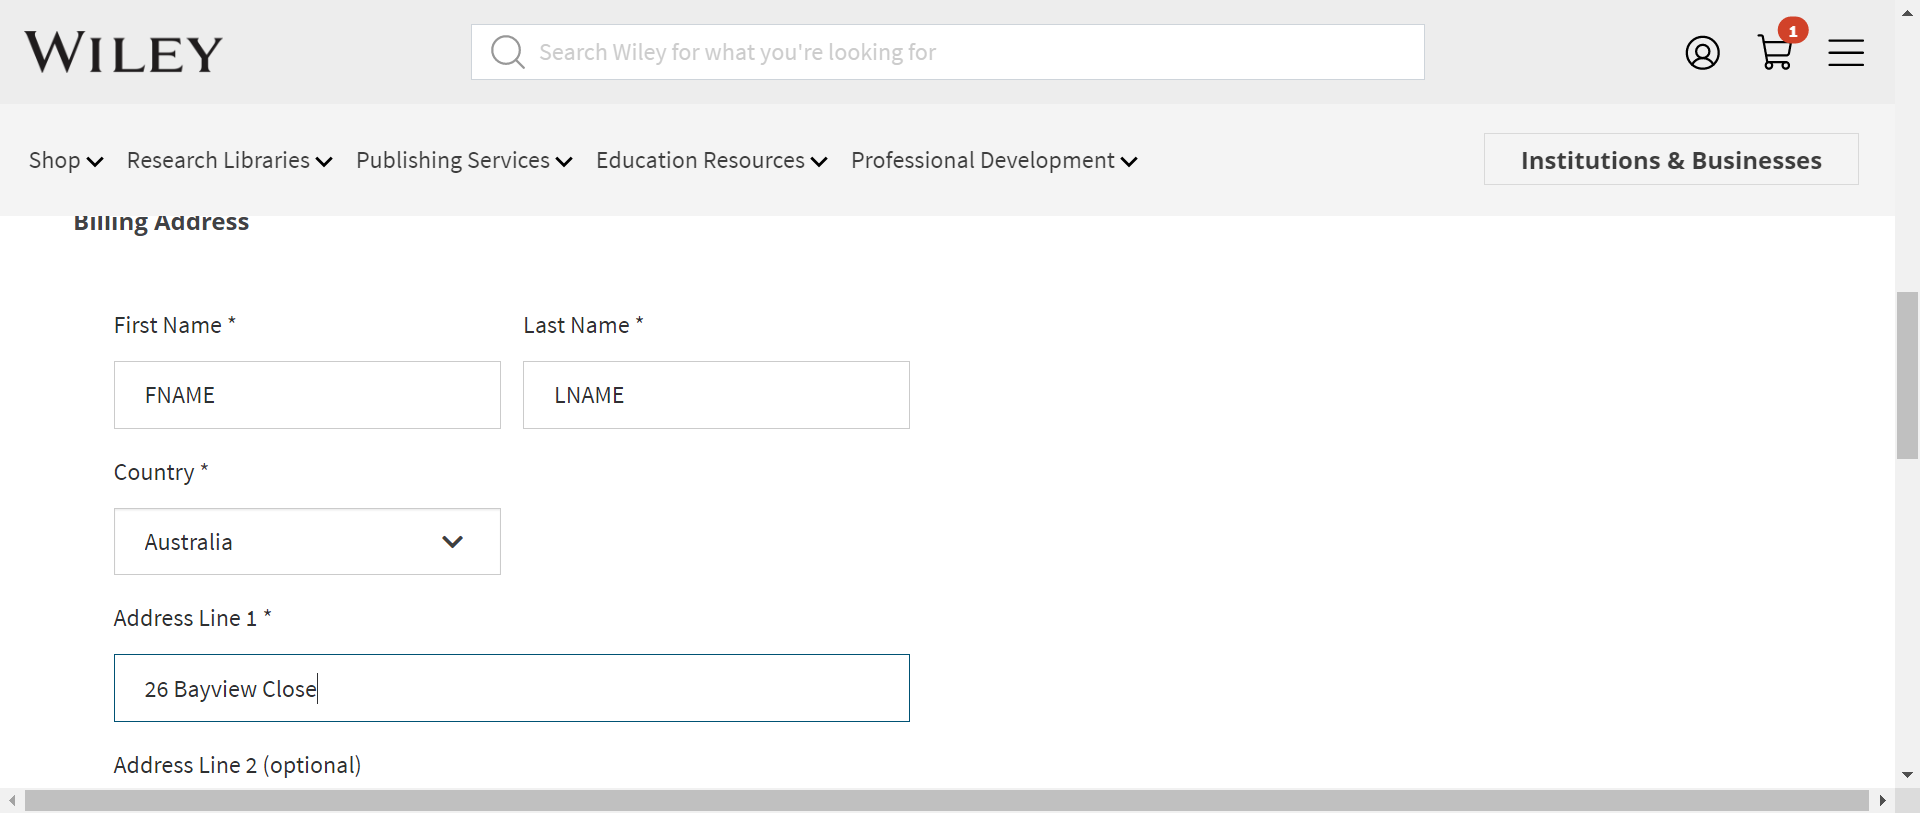 WILEY
Search Wiley for what you're looking for
1
Shop Research Libraries Publishing Services Education Resources Professional Development Institutions & Businesses
Billing Address
First Name * Last Name *
FNAME LNAME
Country *
Australia
Address Line 1 *
26 Bayview Close
Address Line 2 (optional)